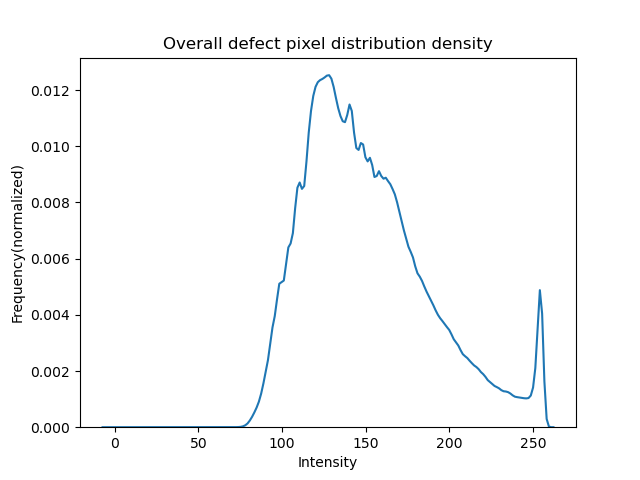 Overall defect pixel distribution density
0.012
0.010
0.008
0.006
0.004
0.002
0.000
Frequency(normalized)
0 50 100 150 200 250
Intensity